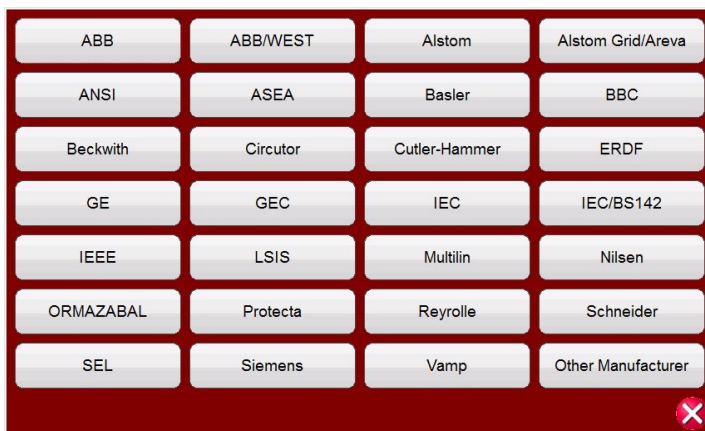 ABB ABB/WEST Alstom Alstom Grid/Areva
ANSI ASEA Basler BBC
Beckwith Circutor Cutler-Hammer ERDF
GE GEC IEC IEC/BS142
IEEE LSIS Multilin Nilsen
ORMAZABAL Protecta Reyrolle Schneider
SEL Siemens Vamp Other Manufacturer